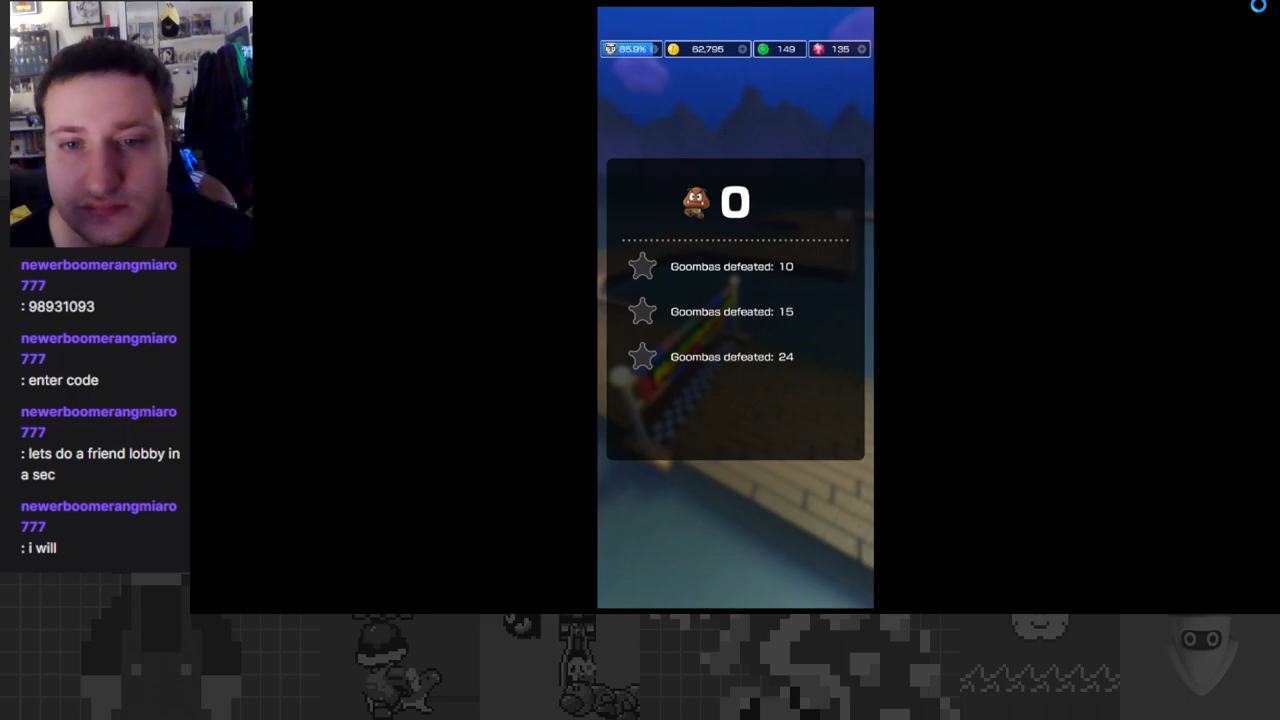 85.9% 62,795 149 135
0
Goombas defeated: 10
Goombas defeated: 15
Goombas defeated: 24
newerboomerangmiaro
777
: 98931093
newerboomerangmiaro
777
: enter code
newerboomerangmiaro
777
: lets do a friend lobby in
a sec
newerboomerangmiaro
777
: i will